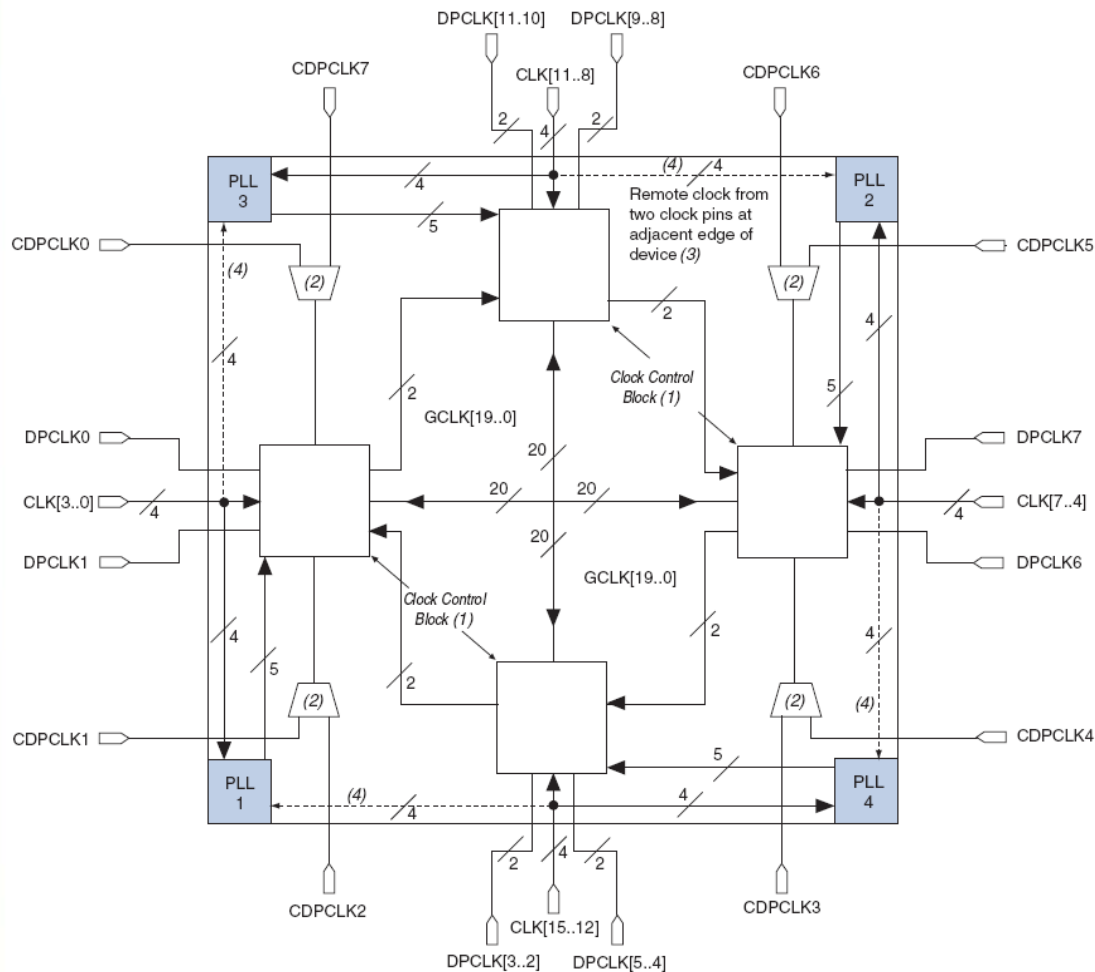 DPCLK[11..10]
DPCLK[9..8]
CDPCLK7
CLK[11..8]
CDPCLK6
2
4
2
(4)
4
PLL
3
4
PLL
2
Remote clock from
two clock pins at
adjacent edge of
device (3)
5
CDPCLK0
CDPCLK5
(4)
(2)
(2)
2
4
4
Clock Control
Block (1)
5
2
GCLK[19..0]
DPCLK0
DPCLK7
20
CLK[3..0]
4
20
20
4
CLK[7..4]
20
DPCLK1
DPCLK6
GCLK[19..0]
Clock Control
Block (1)
4
2
4
5
2
(2)
(2)
(4)
CDPCLK1
CDPCLK4
5
PLL
1
(4)
4
4
PLL
4
2
4
2
CDPCLK2
CDPCLK3
CLK[15..12]
DPCLK[3..2]
DPCLK[5..4]